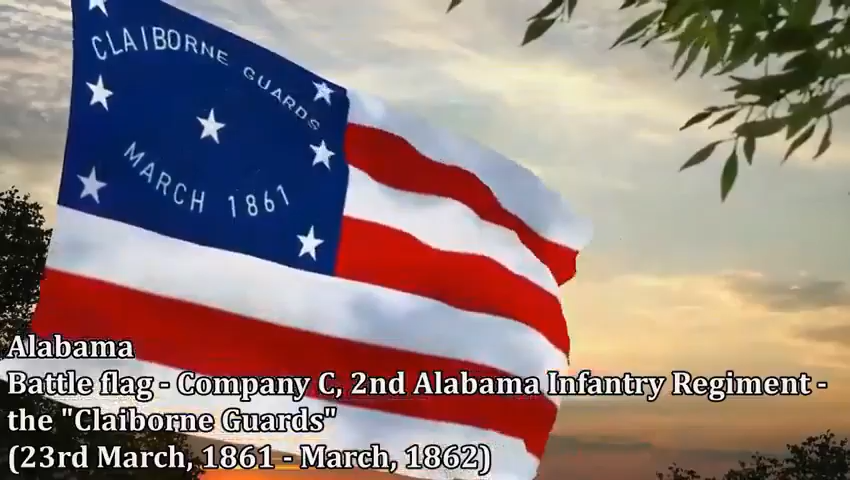 CLAIBORNE GUARDS
MARCH 1861
Alabama
Battle flag - Company C, 2nd Alabama Infantry Regiment -
the "Claiborne Guards"
(23rd March, 1861 - March, 1862)